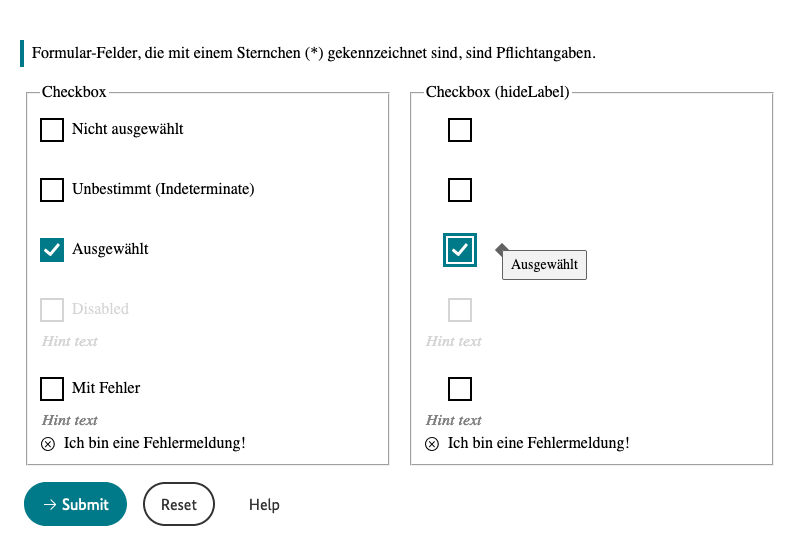 Formular-Felder, die mit einem Sternchen (*) gekennzeichnet sind, sind Pflichtangaben.
Checkbox
Nicht ausgewählt
Unbestimmt (Indeterminate)
Ausgewählt
Disabled
Hint text
Mit Fehler
Hint text
Ich bin eine Fehlermeldung!
Checkbox (hideLabel)
Ausgewählt
Hint text
Hint text
Ich bin eine Fehlermeldung!
→ Submit
Reset
Help